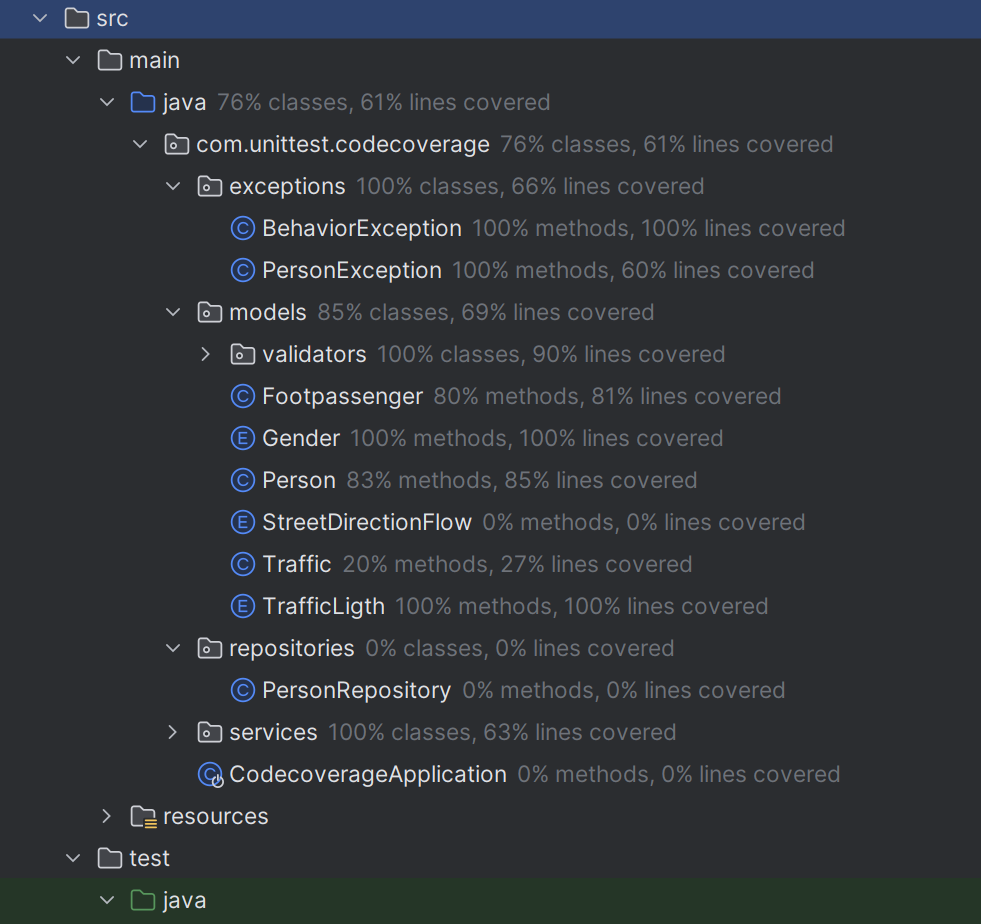 src
main
java 76% classes, 61% lines covered
com.unittest.codecoverage 76% classes, 61% lines covered
exceptions 100% classes, 66% lines covered
BehaviorException 100% methods, 100% lines covered
PersonException 100% methods, 60% lines covered
models 85% classes, 69% lines covered
validators 100% classes, 90% lines covered
Footpassenger 80% methods, 81% lines covered
Gender 100% methods, 100% lines covered
Person 83% methods, 85% lines covered
StreetDirectionFlow 0% methods, 0% lines covered
Traffic 20% methods, 27% lines covered
TrafficLigth 100% methods, 100% lines covered
repositories 0% classes, 0% lines covered
PersonRepository 0% methods, 0% lines covered
services 100% classes, 63% lines covered
CodecoverageApplication 0% methods, 0% lines covered
resources
test
java